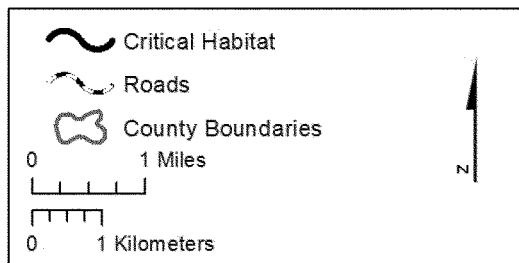 Critical Habitat
Roads
County Boundaries
0 1 Miles
0 1 Kilometers
N